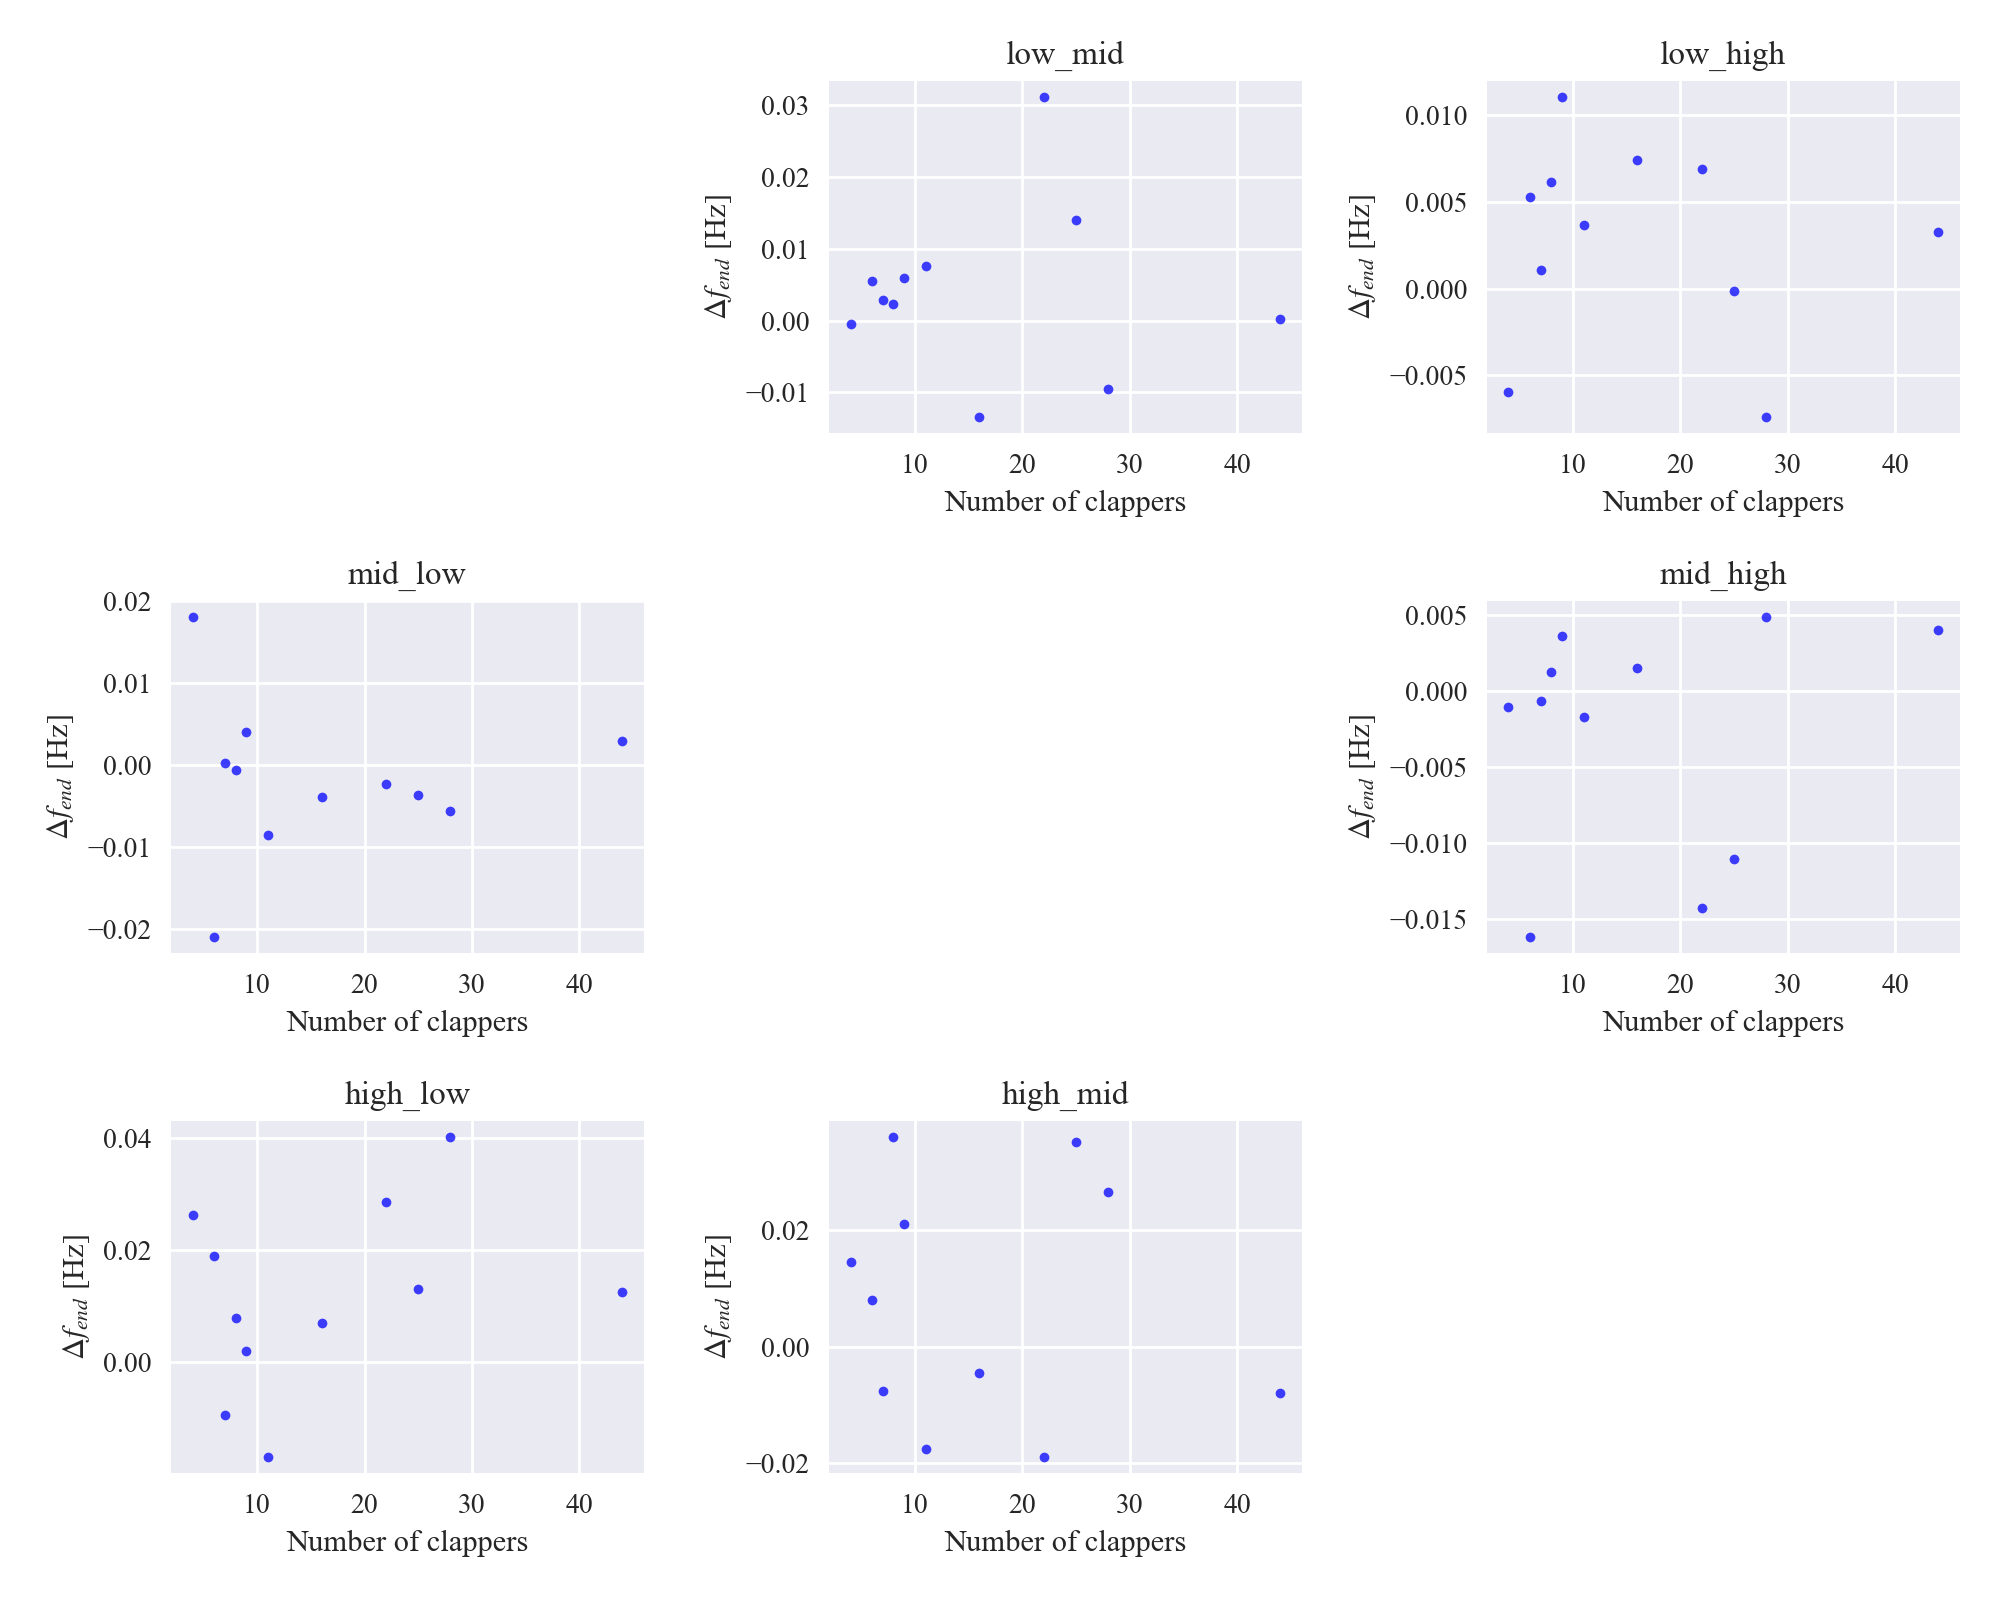 low_mid
0.03
0.02
0.01
0.00
−0.01
Δf_end [Hz]
10 20 30 40
Number of clappers
low_high
0.010
0.005
0.000
−0.005
Δf_end [Hz]
10 20 30 40
Number of clappers
mid_low
0.02
0.01
0.00
−0.01
−0.02
Δf_end [Hz]
10 20 30 40
Number of clappers
mid_high
0.005
0.000
−0.005
−0.010
−0.015
Δf_end [Hz]
10 20 30 40
Number of clappers
high_low
0.04
0.02
0.00
Δf_end [Hz]
10 20 30 40
Number of clappers
high_mid
0.02
0.00
−0.02
Δf_end [Hz]
10 20 30 40
Number of clappers